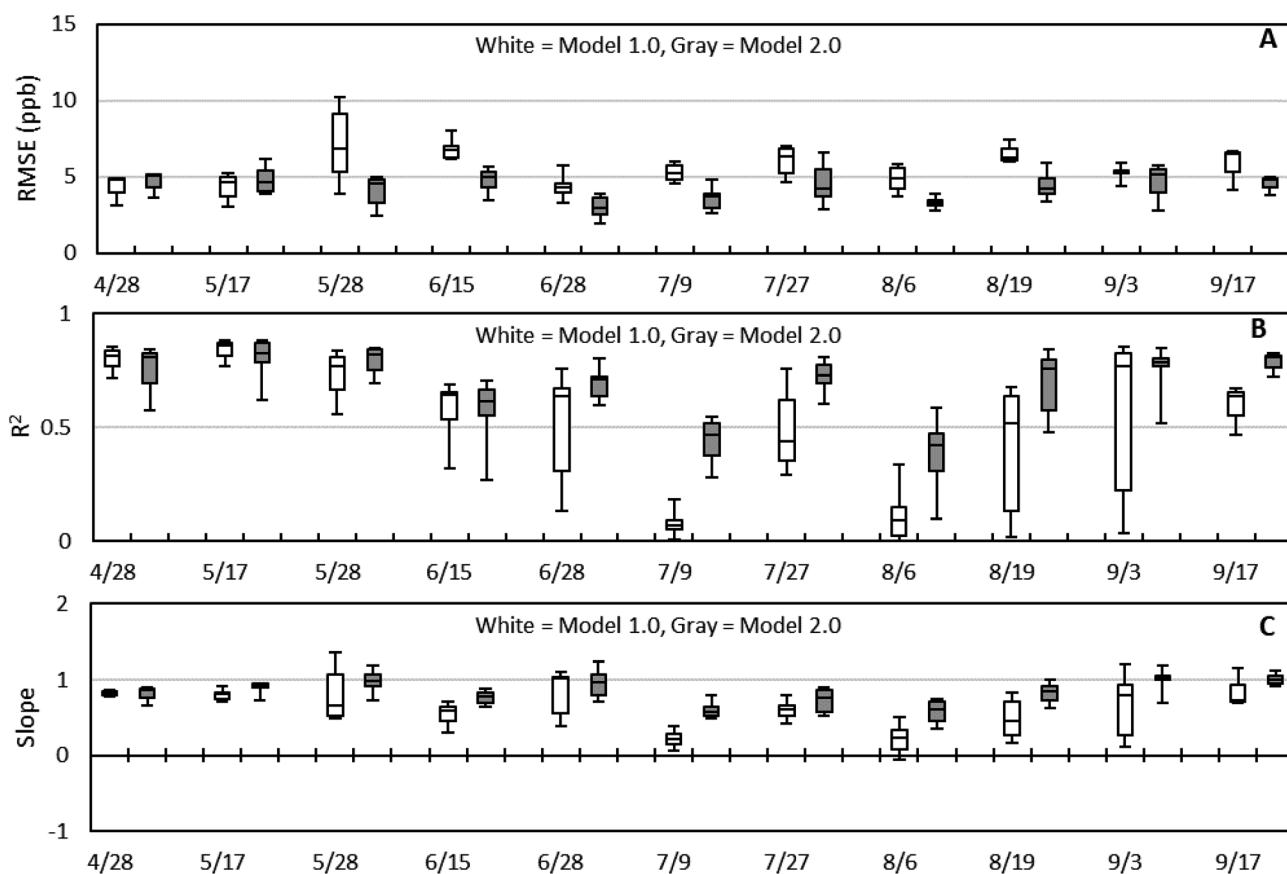 15
White = Model 1.0, Gray = Model 2.0
A
10
RMSE (ppb)
5
0
4/28 5/17 5/28 6/15 6/28 7/9 7/27 8/6 8/19 9/3 9/17
1
White = Model 1.0, Gray = Model 2.0
B
R²
0.5
0
4/28 5/17 5/28 6/15 6/28 7/9 7/27 8/6 8/19 9/3 9/17
2
White = Model 1.0, Gray = Model 2.0
C
1
Slope
0
-1
4/28 5/17 5/28 6/15 6/28 7/9 7/27 8/6 8/19 9/3 9/17